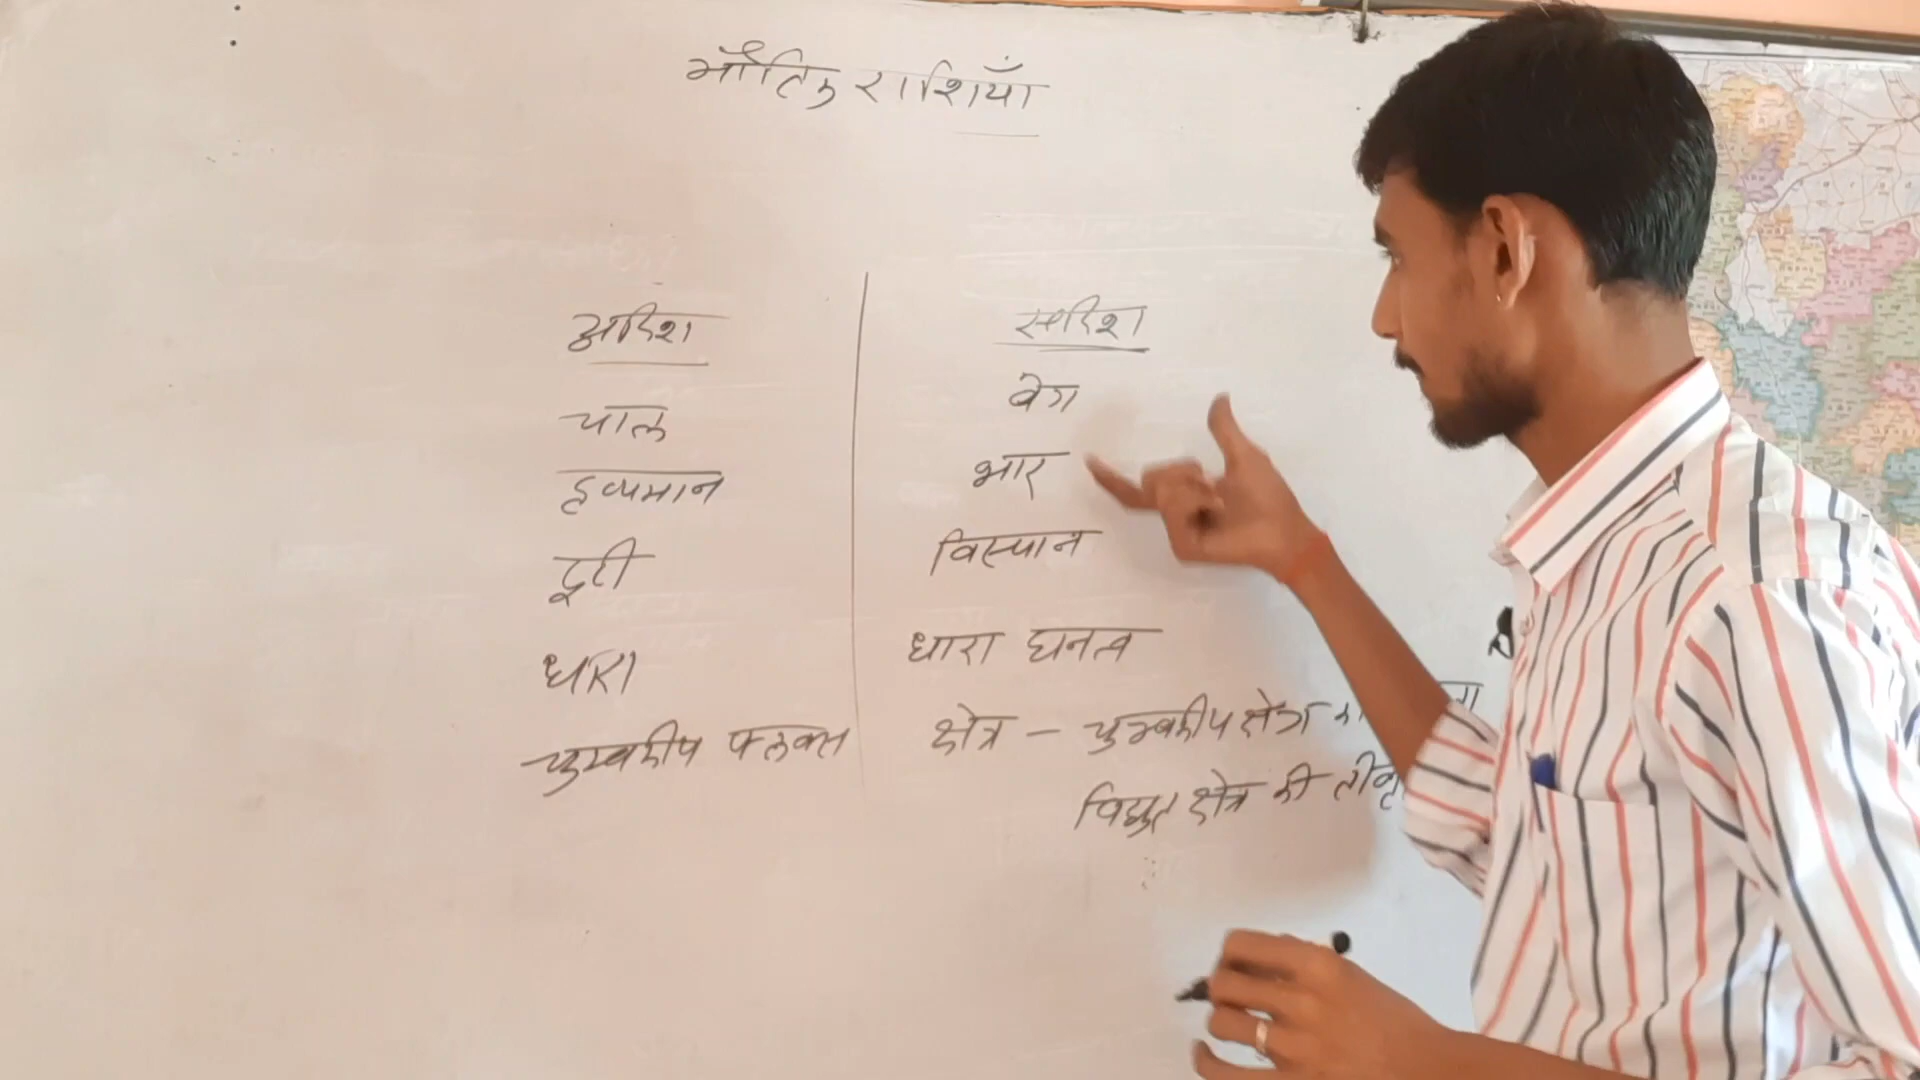 भौतिक राशियाँ
अदिश
चाल
द्रव्यमान
दूरी
धारा
चुम्बकीय फ्लक्स
सदिश
वेग
भार
विस्थापन
धारा घनत्व
क्षेत्र - चुम्बकीय क्षेत्र
विद्युत क्षेत्र की